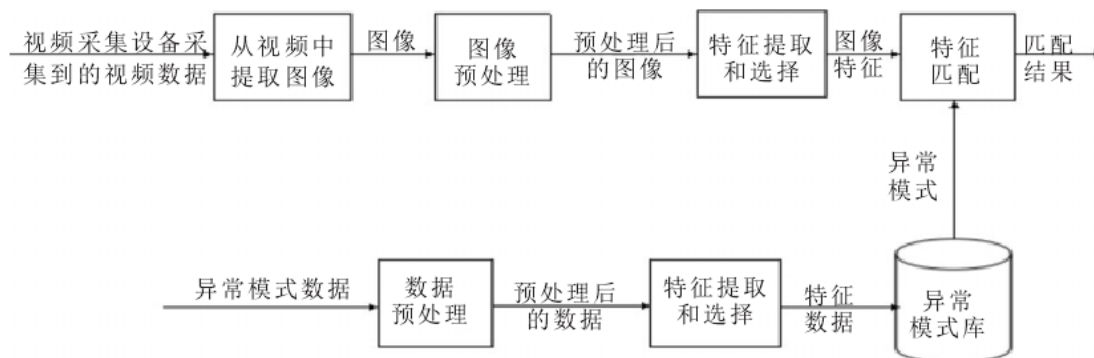 视频采集设备采
集到的视频数据
从视频中
提取图像
图像
图像
预处理
预处理后
的图像
特征提取
和选择
图像
特征
特征
匹配
匹配
结果
异常
模式
异常模式数据
数据
预处理
预处理后
的数据
特征提取
和选择
特征
数据
异常
模式库